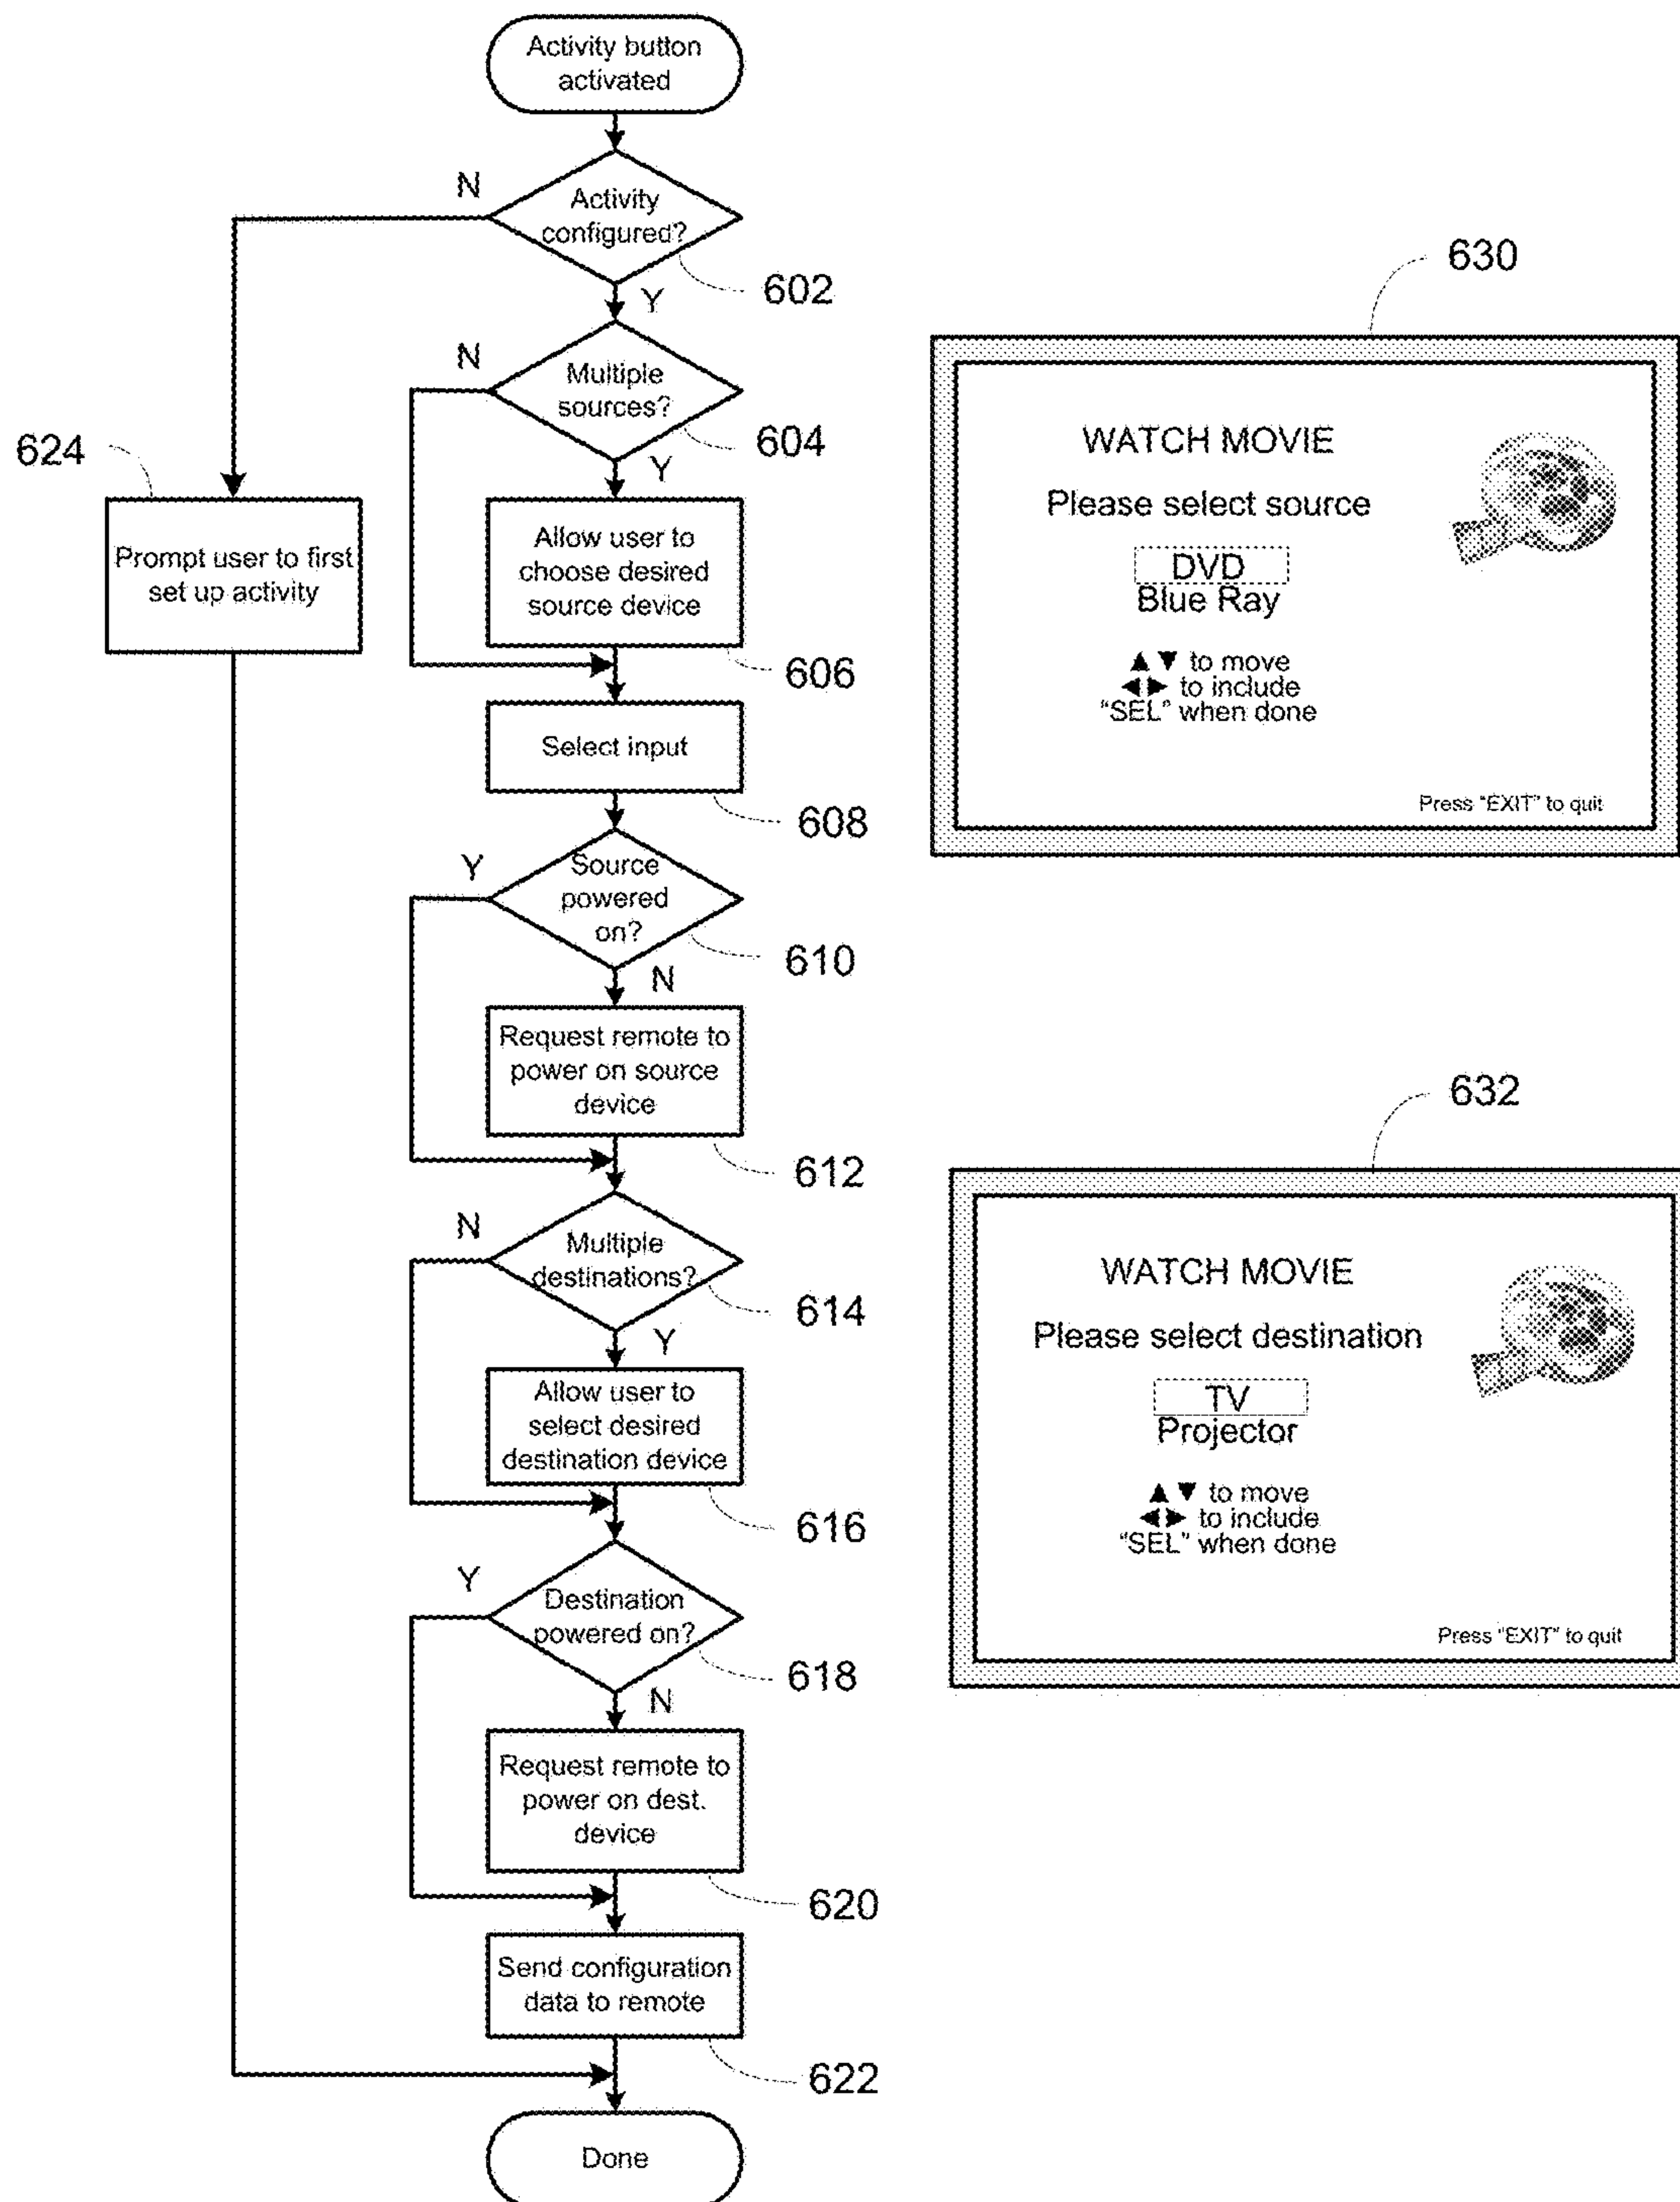 Activity button
activated
N
Activity
configured?
602
Y
N
Multiple
sources?
604
Y
624
Prompt user to first
set up activity
Allow user to
choose desired
source device
606
Select input
608
Y
Source
powered
on?
610
N
Request remote to
power on source
device
612
N
Multiple
destinations?
614
Y
Allow user to
select desired
destination device
616
Y
Destination
powered on?
618
N
Request remote to
power on dest.
device
620
Send configuration
data to remote
622
Done
630
WATCH MOVIE
Please select source
DVD
Blue Ray
▲ ▼ to move
◀▶ to include
“SEL” when done
Press “EXIT” to quit
632
WATCH MOVIE
Please select destination
TV
Projector
▲ ▼ to move
◀▶ to include
“SEL” when done
Press “EXIT” to quit